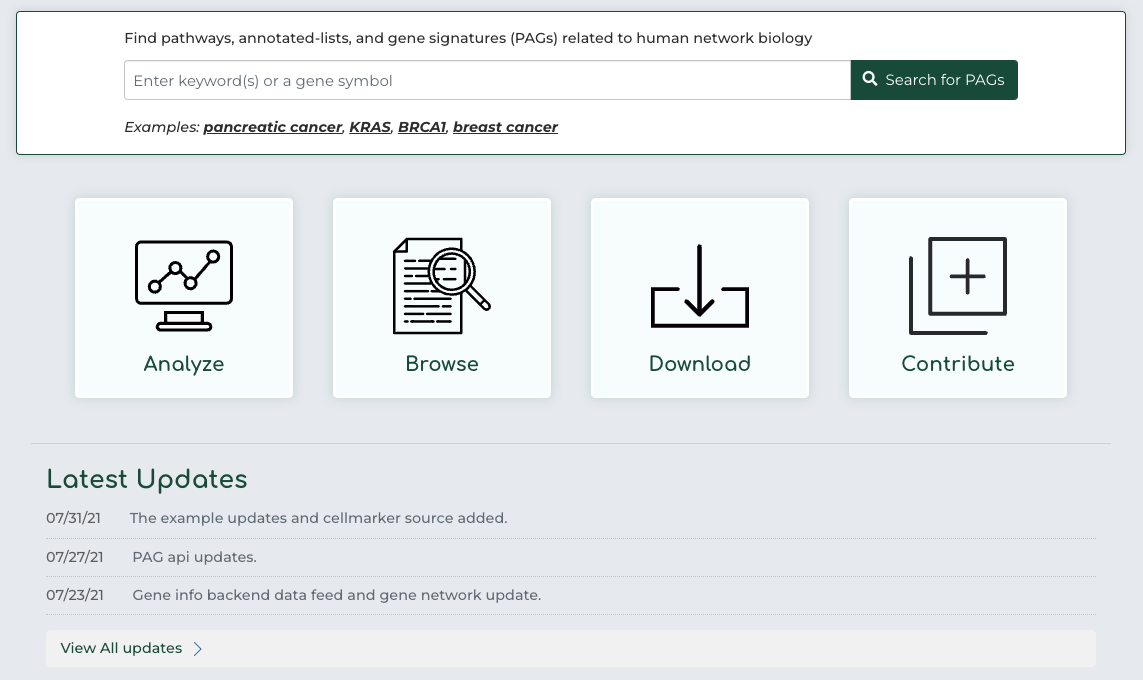 Find pathways, annotated-lists, and gene signatures (PAGs) related to human network biology
Enter keyword(s) or a gene symbol
Search for PAGs
Examples: pancreatic cancer, KRAS, BRCA1, breast cancer
Analyze
Browse
Download
Contribute
Latest Updates
07/31/21 The example updates and cellmarker source added.
07/27/21 PAG api updates.
07/23/21 Gene info backend data feed and gene network update.
View All updates